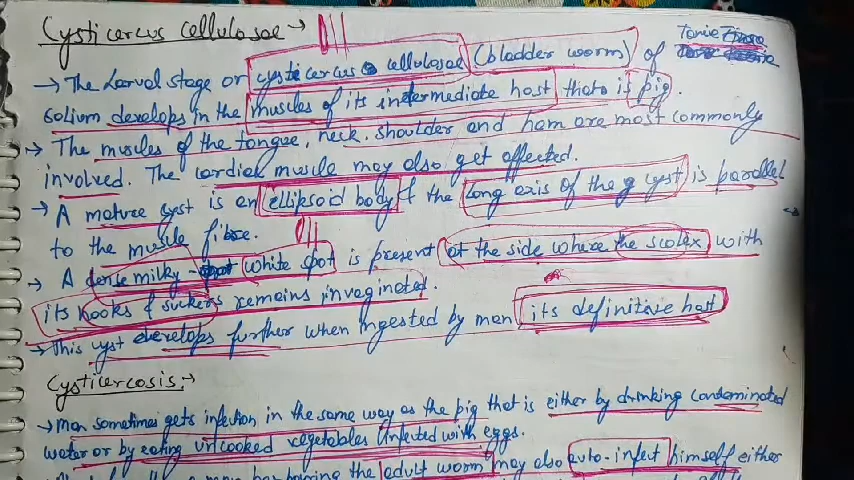 Cysticercus cellulosae →
→ The Larval stage or cysticercus cellulosae (bladder worm) of Tania
solium develops in the muscles of its intermediate host that is pig.
→ The muscles of the tongue, neck, shoulder and ham are most commonly
involved. The cardiak muscle may also get affected.
→ A mature cyst is an ellipsoid body & the long axis of the cyst is parallel
to the muscle fibre.
→ A dense milky - white spot is present at the side where the scolex with
its hooks & suckers remains invaginated.
→ This cyst develops further when ingested by man its definitive host
Cysticercosis:→
→ Man sometimes gets infection in the same way as the pig that is either by drinking contaminated
water or by eating uncooked vegetables infected with eggs.
harboring the adult worm may also auto-infect himself either